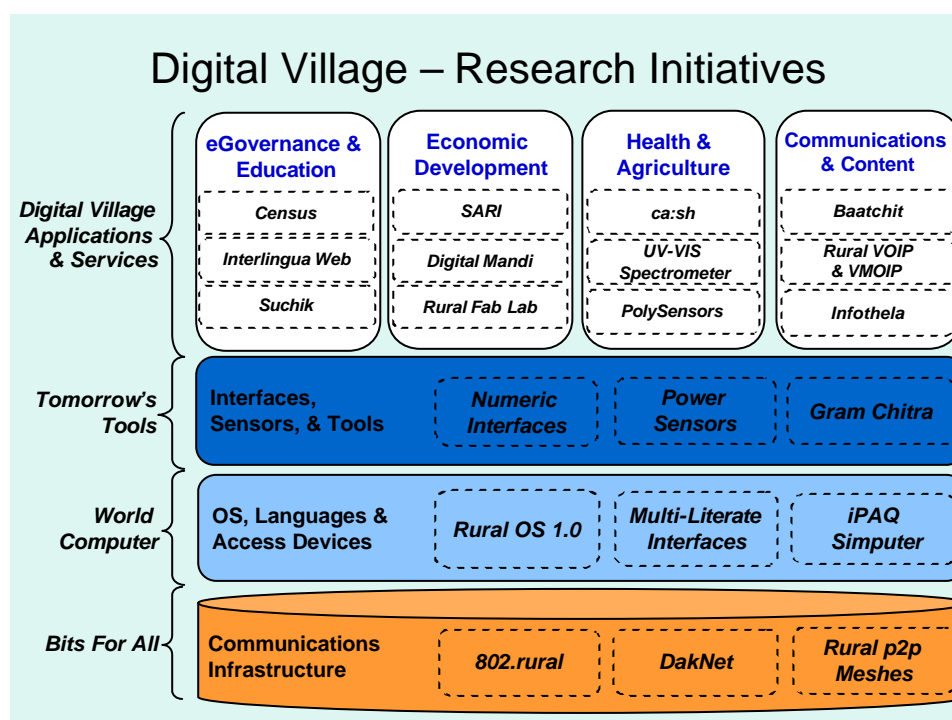 Digital Village – Research Initiatives
Digital Village
Applications
& Services
eGovernance &
Education
Census
Interlingua Web
Suchik
Economic
Development
SARI
Digital Mandi
Rural Fab Lab
Health &
Agriculture
ca:sh
UV-VIS
Spectrometer
PolySensors
Communications
& Content
Baatchit
Rural VOIP
& VMOIP
Infothela
Tomorrow's
Tools
Interfaces,
Sensors, & Tools
Numeric
Interfaces
Power
Sensors
Gram Chitra
World
Computer
OS, Languages &
Access Devices
Rural OS 1.0
Multi-Literate
Interfaces
iPAQ
Simputer
Bits For All
Communications
Infrastructure
802.rural
DakNet
Rural p2p
Meshes